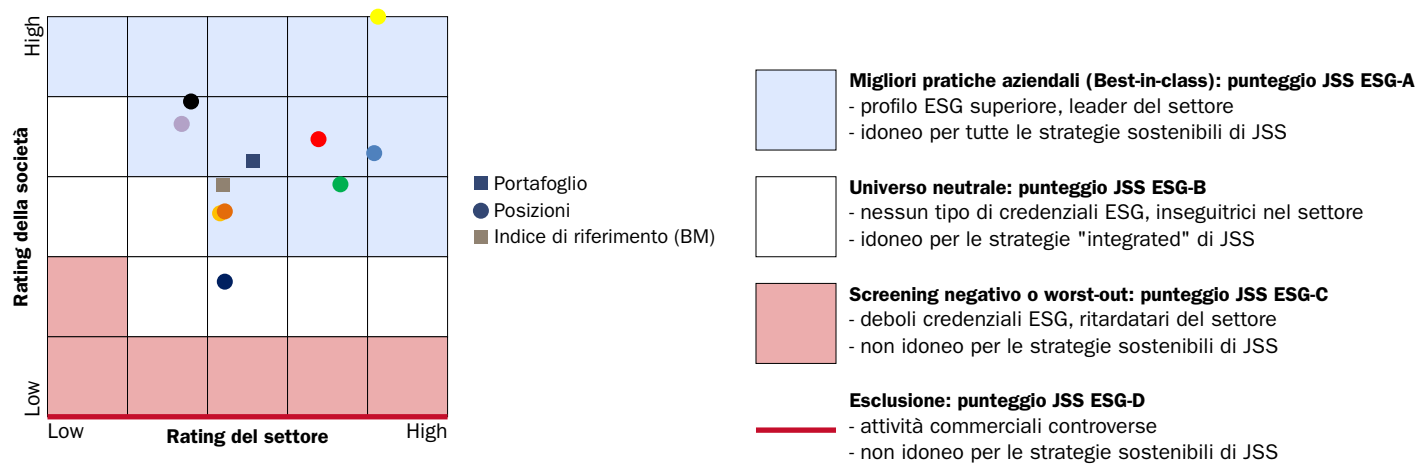 High
Rating della società
Low
Low
Rating del settore
High
Portafoglio
Posizioni
Indice di riferimento (BM)
Migliori pratiche aziendali (Best-in-class): punteggio JSS ESG-A
- profilo ESG superiore, leader del settore
- idoneo per tutte le strategie sostenibili di JSS
Universo neutrale: punteggio JSS ESG-B
- nessun tipo di credenziali ESG, inseguitrici nel settore
- idoneo per le strategie "integrated" di JSS
Screening negativo o worst-out: punteggio JSS ESG-C
- deboli credenziali ESG, ritardatari del settore
- non idoneo per le strategie sostenibili di JSS
Esclusione: punteggio JSS ESG-D
- attività commerciali controverse
- non idoneo per le strategie sostenibili di JSS